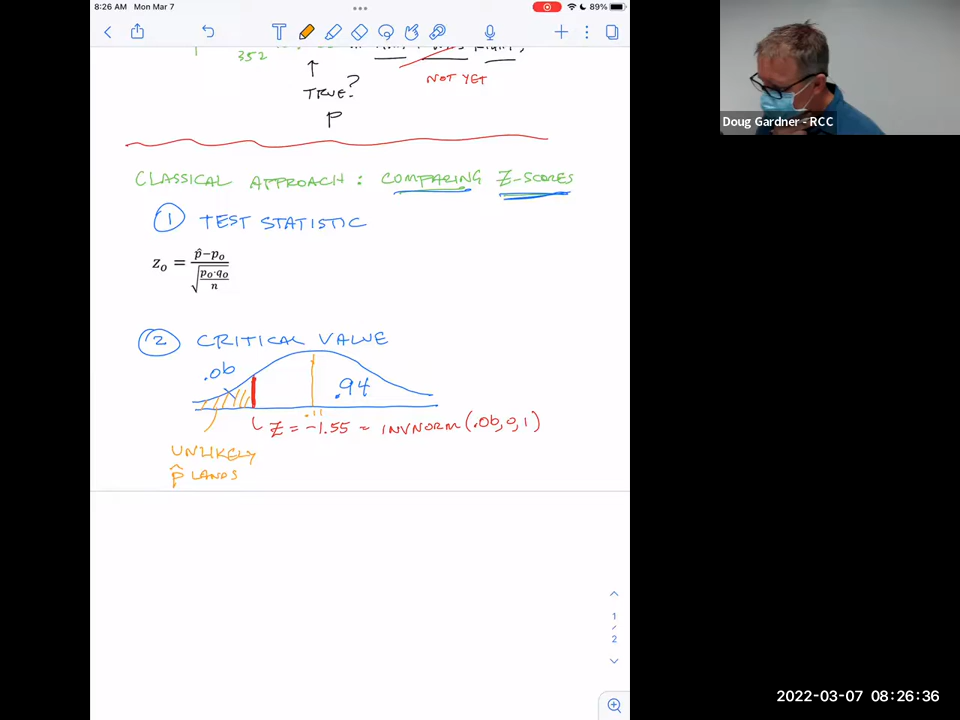 8:26 AM Mon Mar 7
89%
352
NOT YET
TRUE?
p
CLASSICAL APPROACH: COMPARING Z-SCORES
1 TEST STATISTIC
z₀ = (p̂−p₀)/√(p₀·q₀/n)
2 CRITICAL VALUE
.06
.94
.11
Z = -1.55 = INVNORM(.06,0,1)
UNLIKELY
p̂ LANDS
1
2
Doug Gardner - RCC
2022-03-07 08:26:36